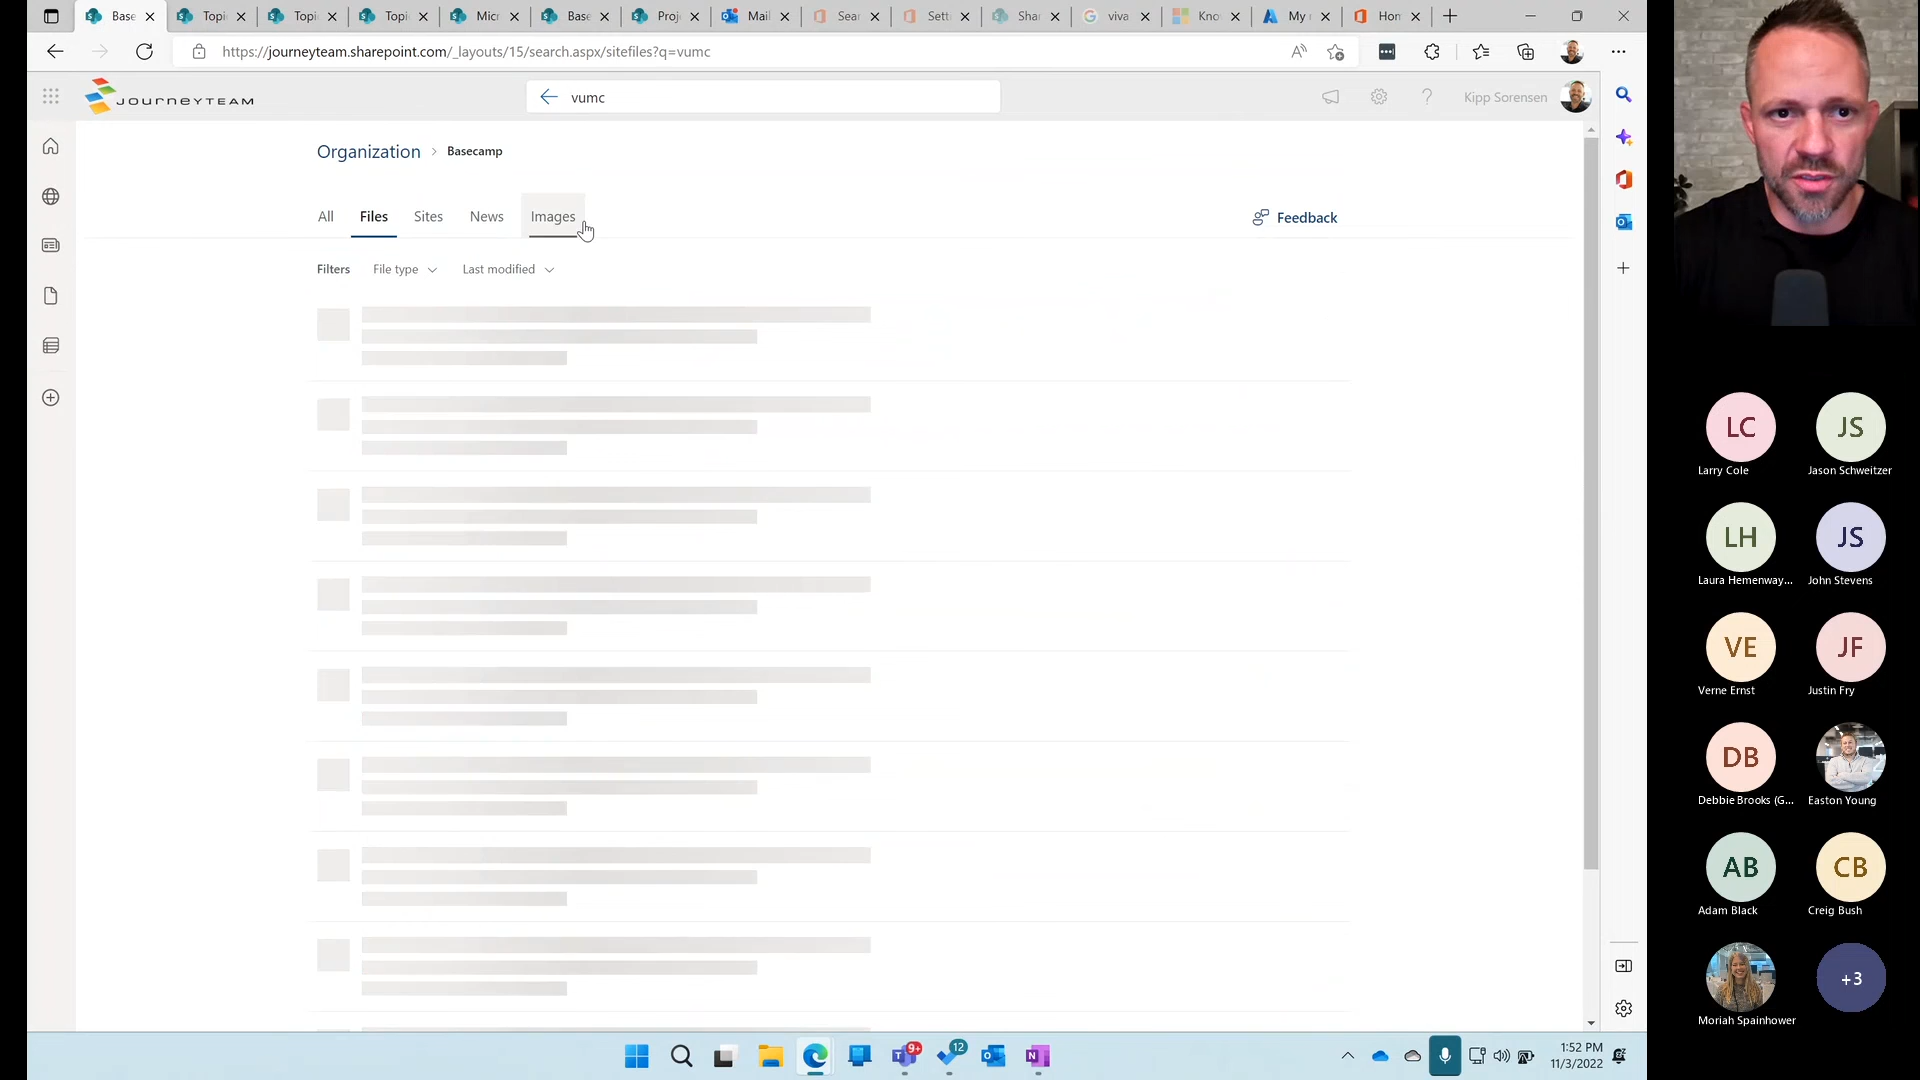 Base
Topi
Topi
Topi
Micr
Base
Proj
Mail
Sear
Setti
Shar
viva
Kno
My r
Hom
https://journeyteam.sharepoint.com/_layouts/15/search.aspx/sitefiles?q=vumc
JOURNEYTEAM
vumc
Kipp Sorensen
Organization > Basecamp
All
Files
Sites
News
Images
Feedback
Filters
File type
Last modified
LC
JS
Larry Cole
Jason Schweitzer
LH
JS
Laura Hemenway...
John Stevens
VE
JF
Verne Ernst
Justin Fry
DB
Debbie Brooks (G...
Easton Young
AB
CB
Adam Black
Creig Bush
+3
Moriah Spainhower
9+
12
1:52 PM
11/3/2022